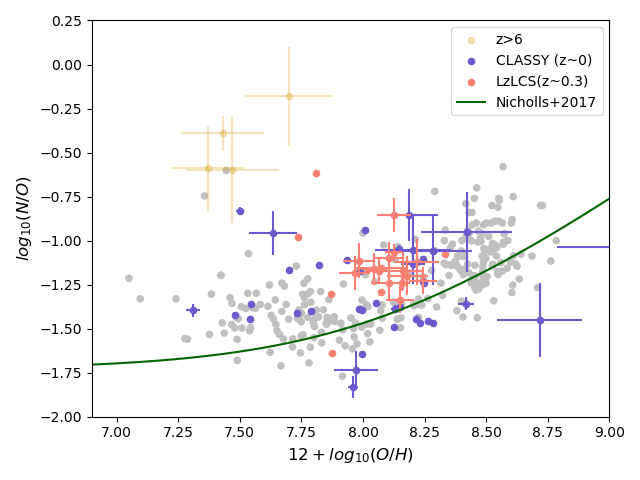 0.25
0.00
−0.25
−0.50
−0.75
−1.00
−1.25
−1.50
−1.75
−2.00
log₁₀(N/O)
z>6
CLASSY (z~0)
LzLCS(z~0.3)
Nicholls+2017
7.00 7.25 7.50 7.75 8.00 8.25 8.50 8.75 9.00
12 + log₁₀(O/H)